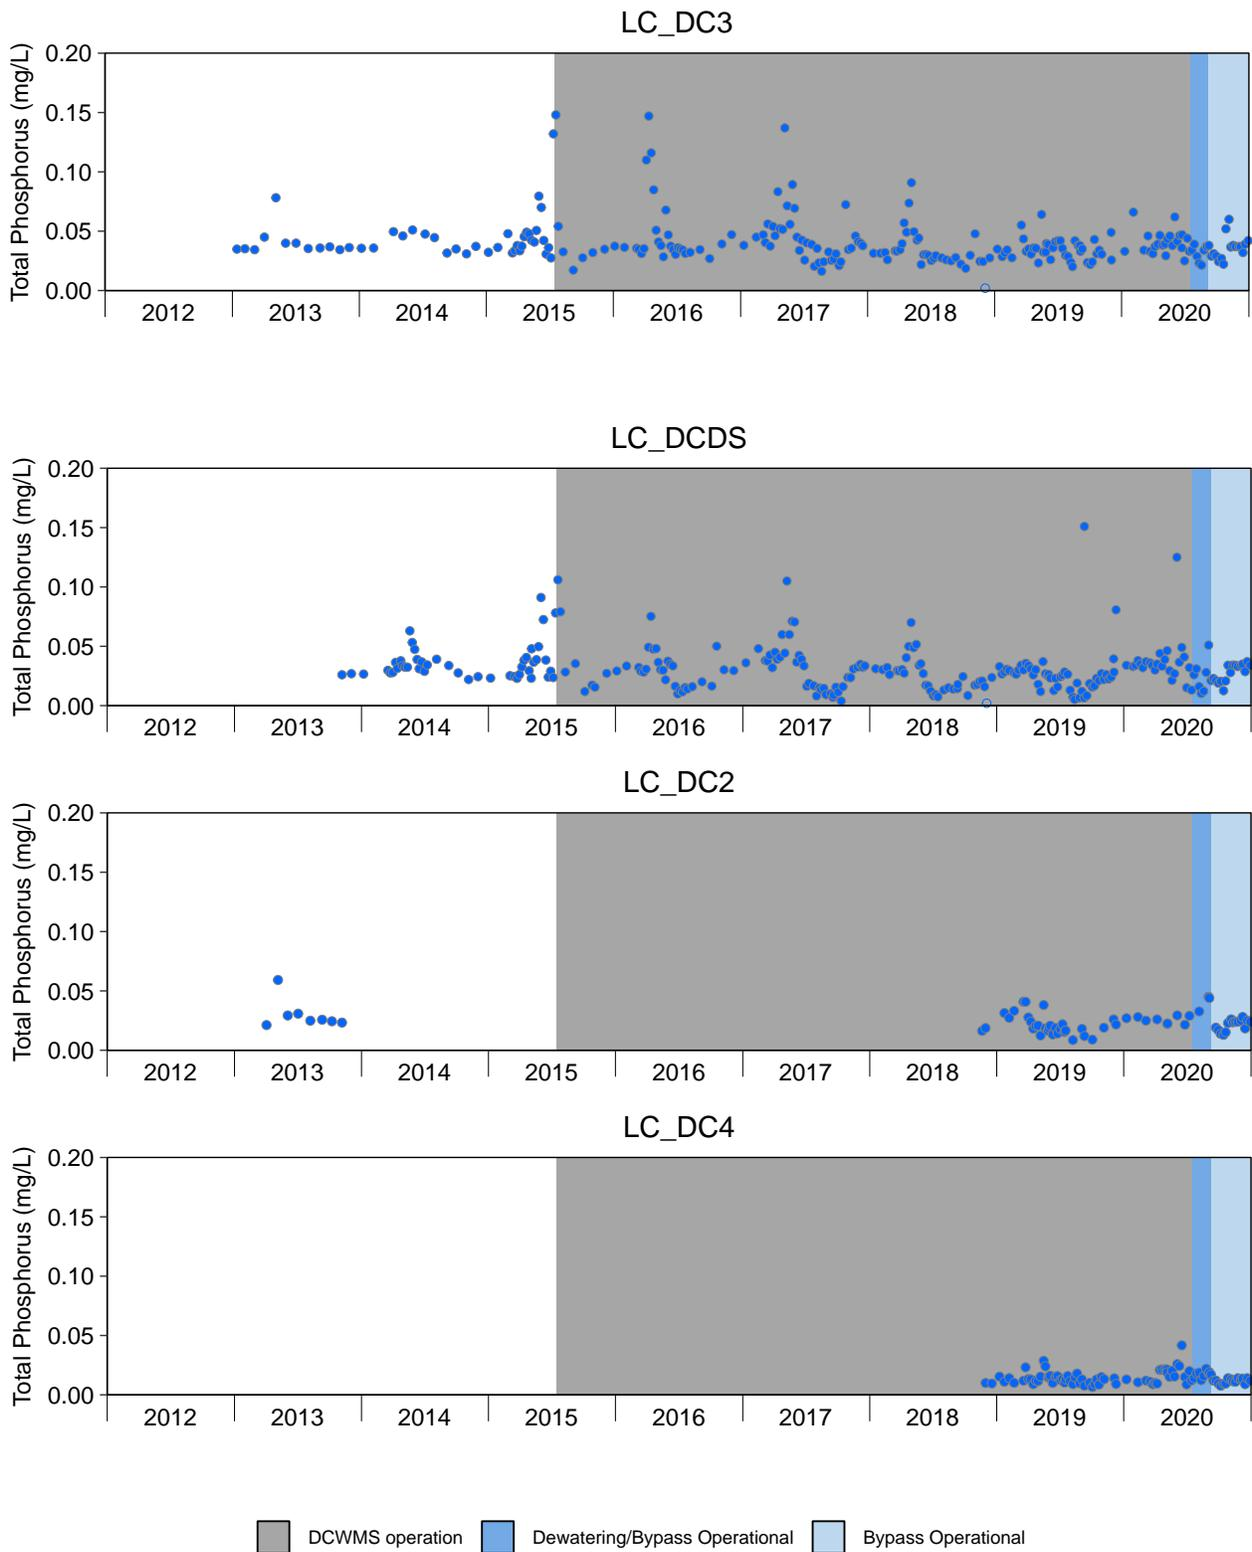 LC_DC3
Total Phosphorus (mg/L)
0.20
0.15
0.10
0.05
0.00
2012 2013 2014 2015 2016 2017 2018 2019 2020
LC_DCDS
Total Phosphorus (mg/L)
0.20
0.15
0.10
0.05
0.00
2012 2013 2014 2015 2016 2017 2018 2019 2020
LC_DC2
Total Phosphorus (mg/L)
0.20
0.15
0.10
0.05
0.00
2012 2013 2014 2015 2016 2017 2018 2019 2020
LC_DC4
Total Phosphorus (mg/L)
0.20
0.15
0.10
0.05
0.00
2012 2013 2014 2015 2016 2017 2018 2019 2020
DCWMS operation Dewatering/Bypass Operational Bypass Operational